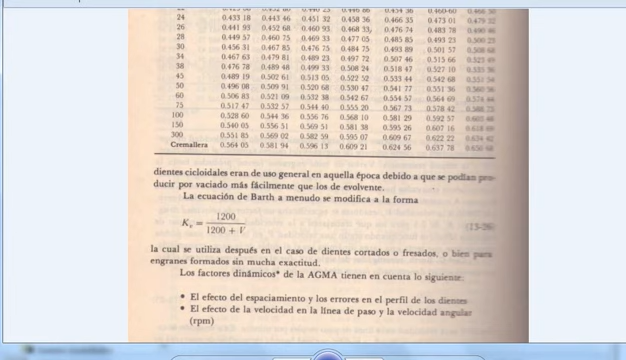 24 0.433 18 0.443 46 0.451 32 0.458 36 0.466 35 0.473 01 0.479 32
26 0.441 93 0.452 68 0.460 93 0.468 33 0.476 74 0.483 78
28 0.449 57 0.460 75 0.469 33 0.477 05 0.485 85 0.493 23
30 0.456 31 0.467 85 0.476 75 0.484 75 0.493 89 0.501 57
34 0.467 63 0.479 81 0.489 23 0.497 72 0.507 46 0.515 66
38 0.476 78 0.489 48 0.499 33 0.508 24 0.518 47 0.527 10
45 0.489 19 0.502 61 0.513 05 0.522 52 0.533 44 0.542 68
50 0.496 08 0.509 91 0.520 68 0.530 47 0.541 77 0.551 36
60 0.506 83 0.521 09 0.532 38 0.542 67 0.554 57 0.564 69
75 0.517 47 0.532 57 0.544 40 0.555 20 0.567 73 0.578 42
100 0.528 60 0.544 36 0.556 76 0.568 10 0.581 29 0.592 57
150 0.540 05 0.556 51 0.569 51 0.581 38 0.595 26 0.607 16
300 0.551 85 0.569 02 0.582 59 0.595 07 0.609 67 0.622 22
Cremallera 0.564 05 0.581 94 0.596 13 0.609 21 0.624 56 0.637 78
dientes cicloidales eran de uso general en aquella época debido a que se podían pro-
ducir por vaciado más fácilmente que los de evolvente.
La ecuación de Barth a menudo se modifica a la forma
K_v = 1200 / 1200 + V (13-26)
la cual se utiliza después en el caso de dientes cortados o fresados, o bien para
engranes formados sin mucha exactitud.
Los factores dinámicos* de la AGMA tienen en cuenta lo siguiente:
• El efecto del espaciamiento y los errores en el perfil de los dientes
• El efecto de la velocidad en la línea de paso y la velocidad angular
(rpm)